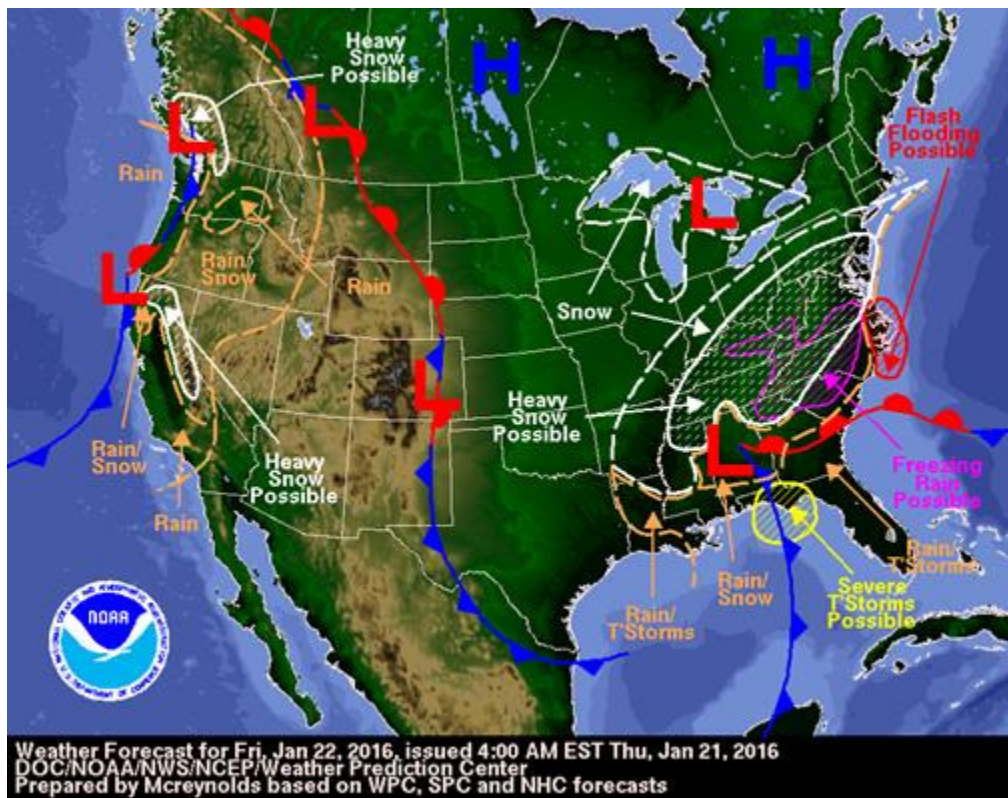 Heavy
Snow
Possible
H
H
L
L
Flash
Flooding
Possible
Rain
L
L
Rain/
Snow
Rain
Snow
L
Heavy
Snow
Possible
Rain/
Snow
Heavy
Snow
Possible
L
Freezing
Rain
Possible
Rain
Rain/
T'Storms
Rain/
Snow
Severe
T'Storms
Possible
Rain/
T'Storms
NOAA
Weather Forecast for Fri, Jan 22, 2016, issued 4:00 AM EST Thu, Jan 21, 2016
DOC/NOAA/NWS/NCEP/Weather Prediction Center
Prepared by Mcreynolds based on WPC, SPC and NHC forecasts